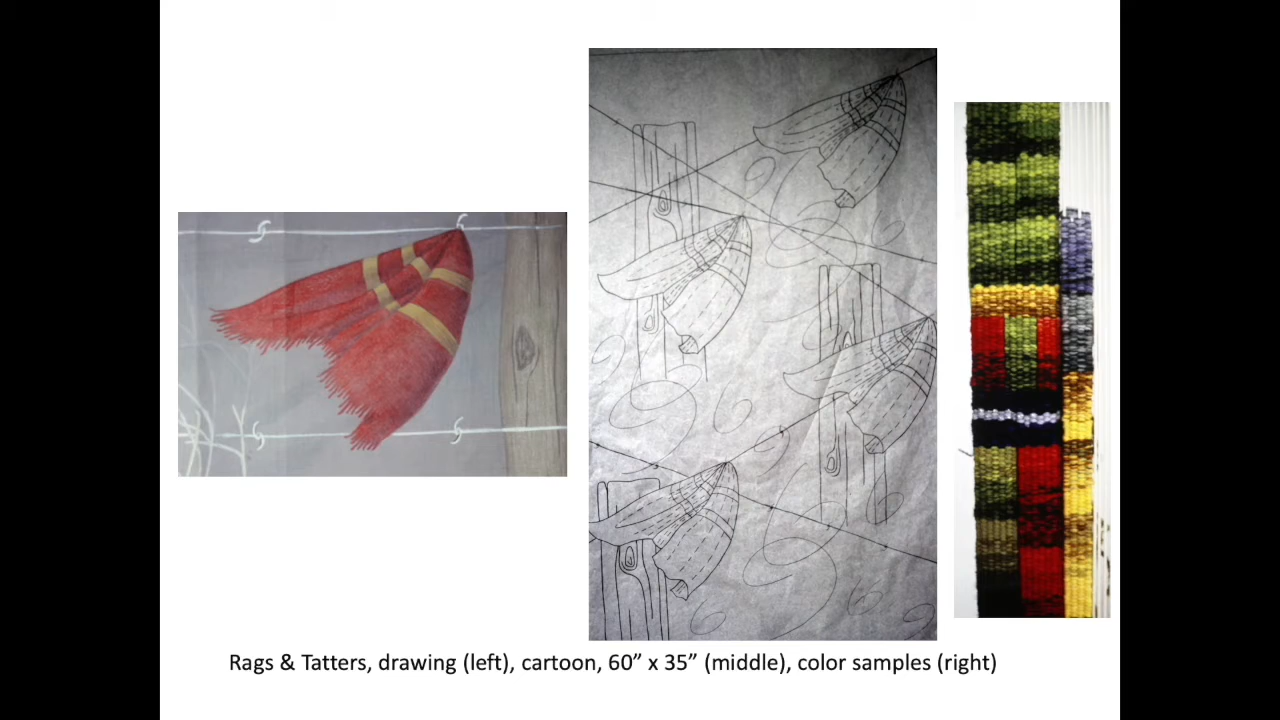 Rags & Tatters, drawing (left), cartoon, 60” x 35” (middle), color samples (right)